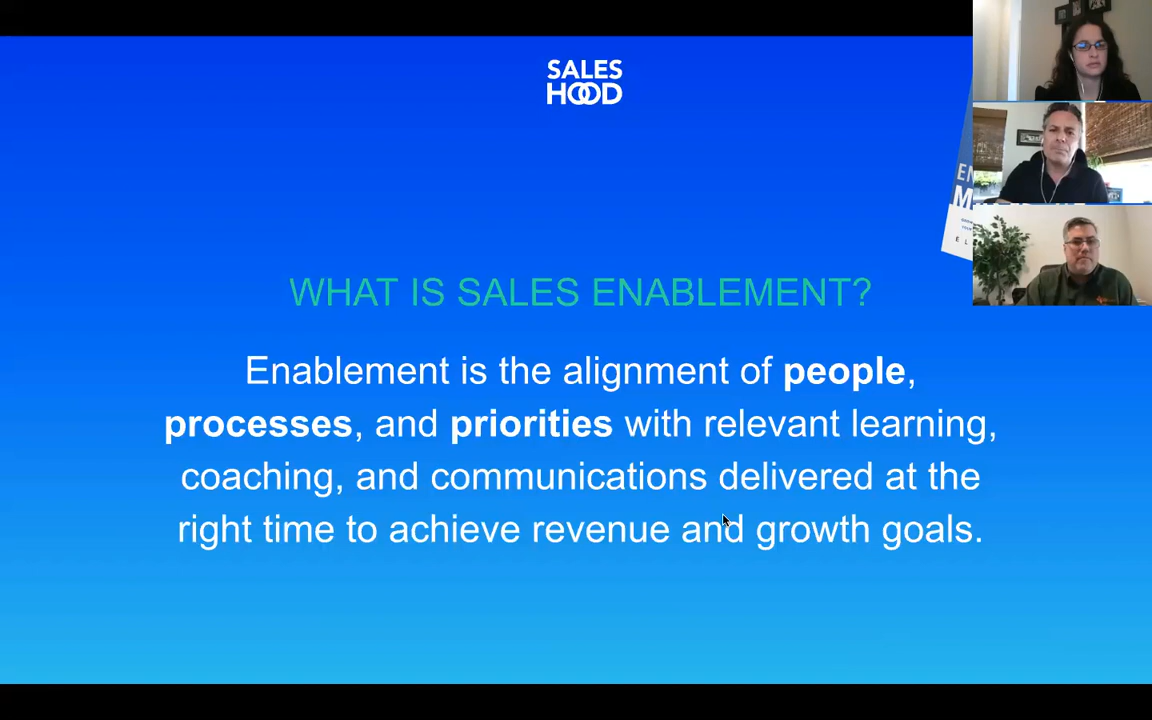 SALES
HOOD
WHAT IS SALES ENABLEMENT?
Enablement is the alignment of people,
processes, and priorities with relevant learning,
coaching, and communications delivered at the
right time to achieve revenue and growth goals.